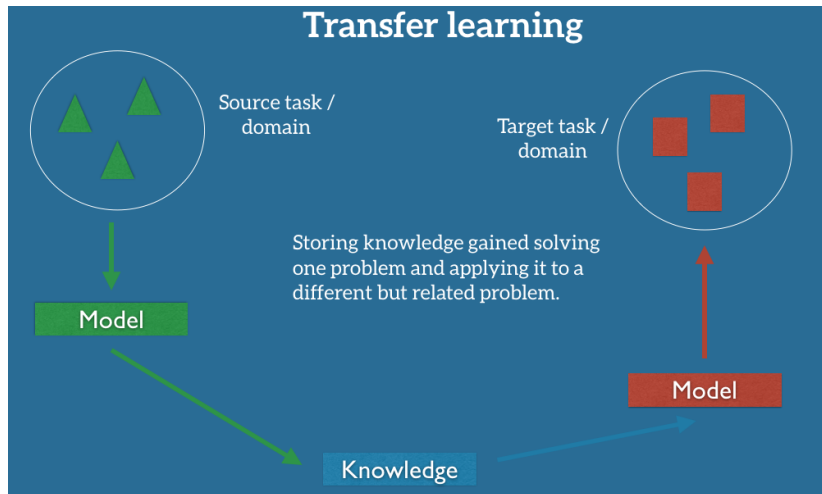 Transfer learning
Source task /
domain
Target task /
domain
Storing knowledge gained solving
one problem and applying it to a
different but related problem.
Model
Model
Knowledge